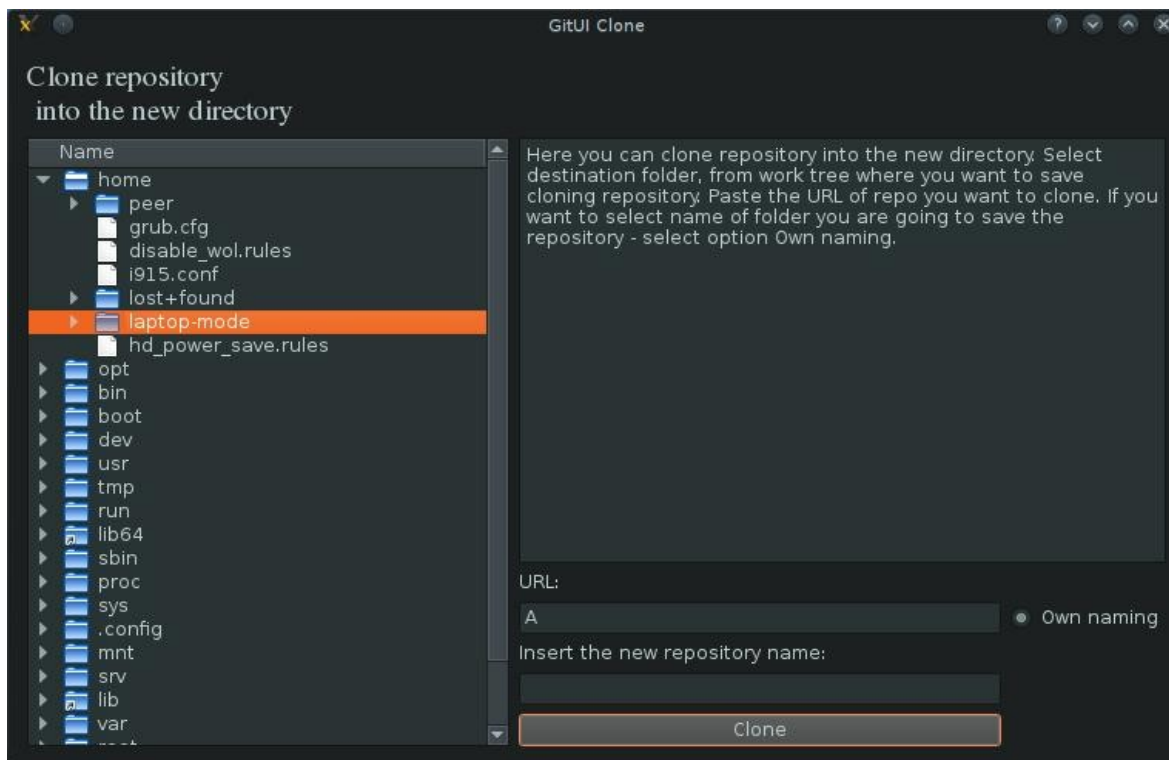 GitUI Clone
Clone repository
into the new directory
Name
home
peer
grub.cfg
disable_wol.rules
i915.conf
lost+found
laptop-mode
hd_power_save.rules
opt
bin
boot
dev
usr
tmp
run
lib64
sbin
proc
sys
.config
mnt
srv
lib
var
Here you can clone repository into the new directory. Select
destination folder, from work tree where you want to save
cloning repository. Paste the URL of repo you want to clone. If you
want to select name of folder you are going to save the
repository - select option Own naming.
URL:
A
Own naming
Insert the new repository name:
Clone